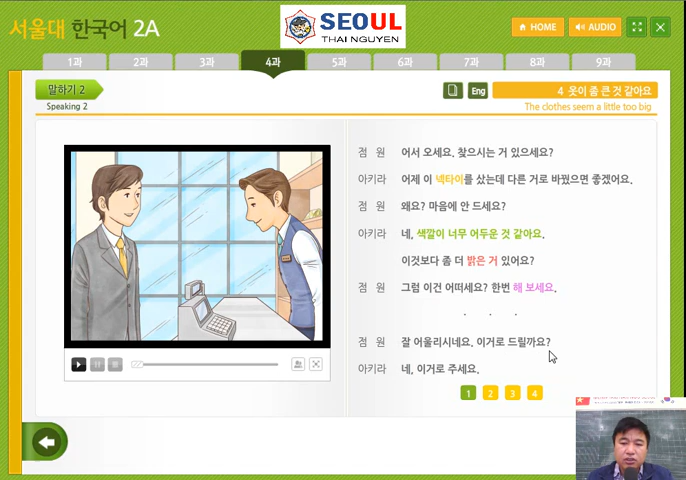 서울대 한국어 2A
SEOUL
THAI NGUYEN
HOME
AUDIO
1과 2과 3과 4과 5과 6과 7과 8과 9과
말하기 2
Speaking 2
Eng
4 옷이 좀 큰 것 같아요
The clothes seem a little too big
점 원 어서 오세요. 찾으시는 거 있으세요?
아키라 어제 이 넥타이를 샀는데 다른 거로 바꿨으면 좋겠어요.
점 원 왜요? 마음에 안 드세요?
아키라 네, 색깔이 너무 어두운 것 같아요.
이것보다 좀 더 밝은 거 있어요?
점 원 그럼 이건 어떠세요? 한번 해 보세요.
. . .
점 원 잘 어울리시네요. 이거로 드릴까요?
아키라 네, 이거로 주세요.
1 2 3 4